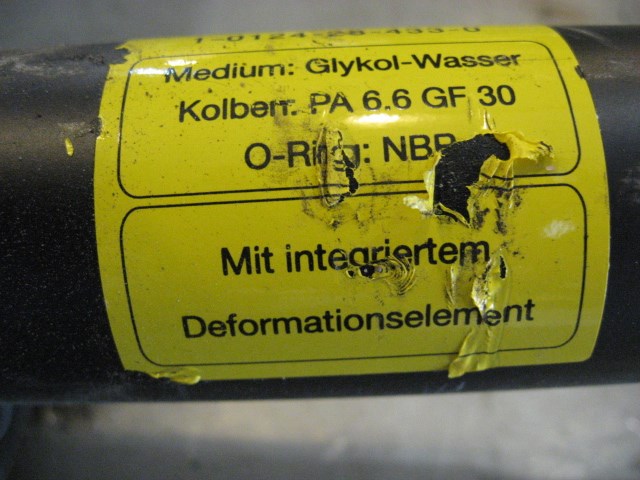 Medium: Glykol-Wasser
Kolben: PA 6.6 GF 30
O-Ring: NBR
Mit integriertem
Deformationselement